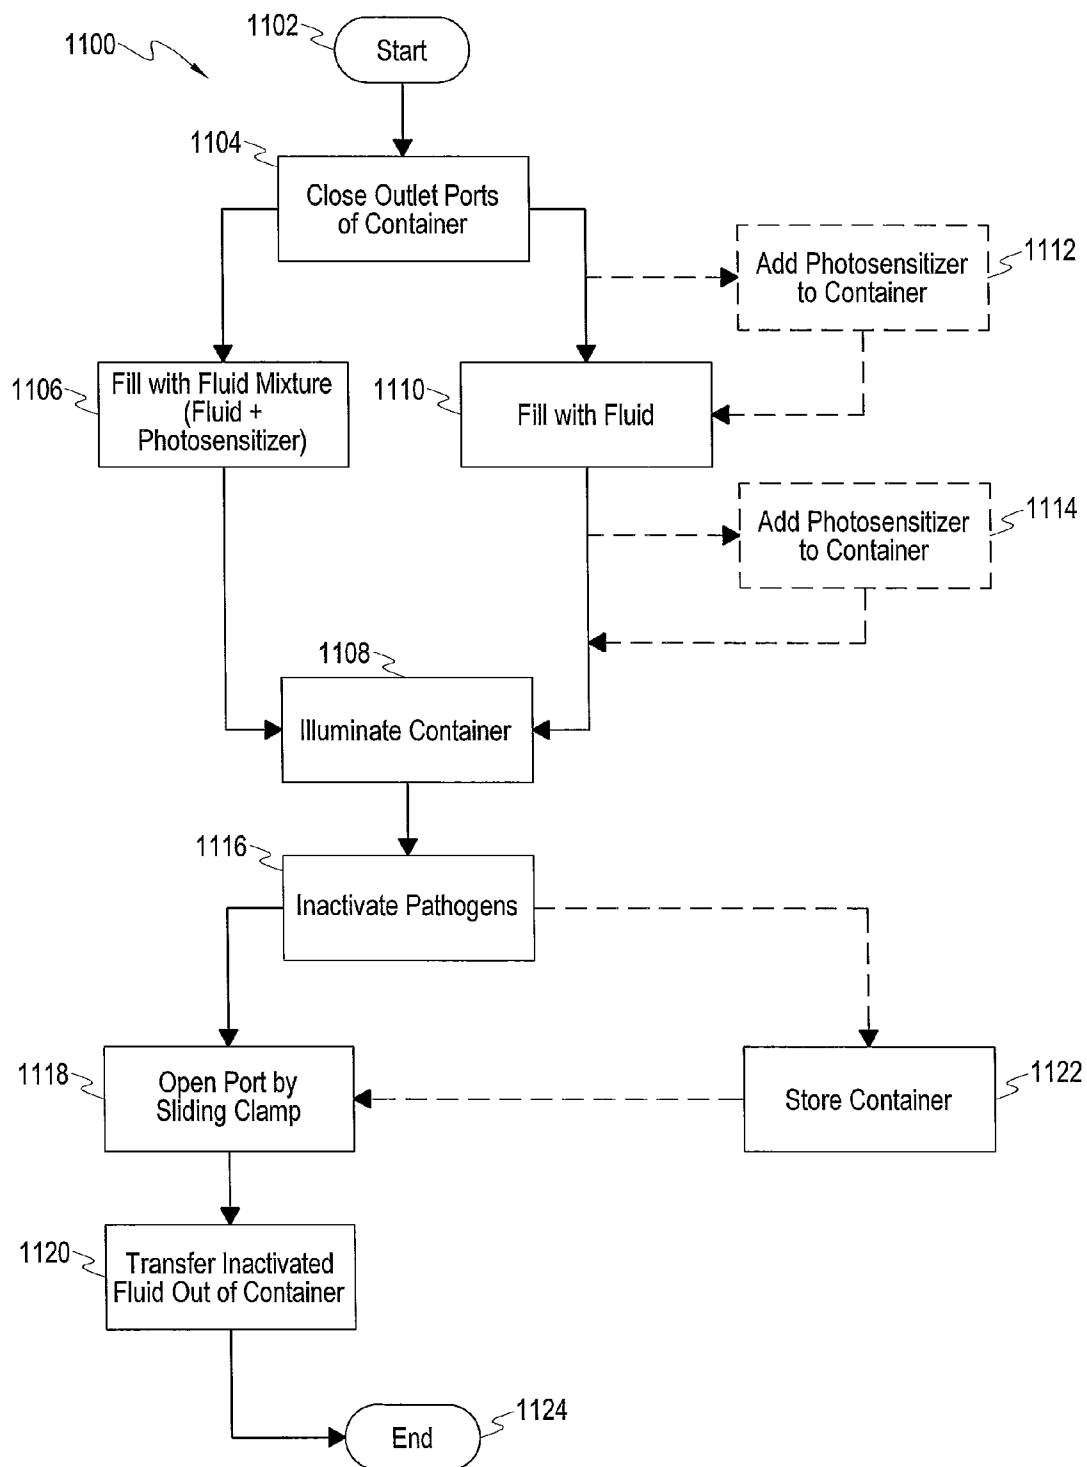 1102
Start
1100
1104
Close Outlet Ports
of Container
Add Photosensitizer
to Container
1112
1106
Fill with Fluid Mixture
(Fluid +
Photosensitizer)
1110
Fill with Fluid
Add Photosensitizer
to Container
1114
1108
Illuminate Container
1116
Inactivate Pathogens
1118
Open Port by
Sliding Clamp
Store Container
1122
1120
Transfer Inactivated
Fluid Out of Container
End
1124